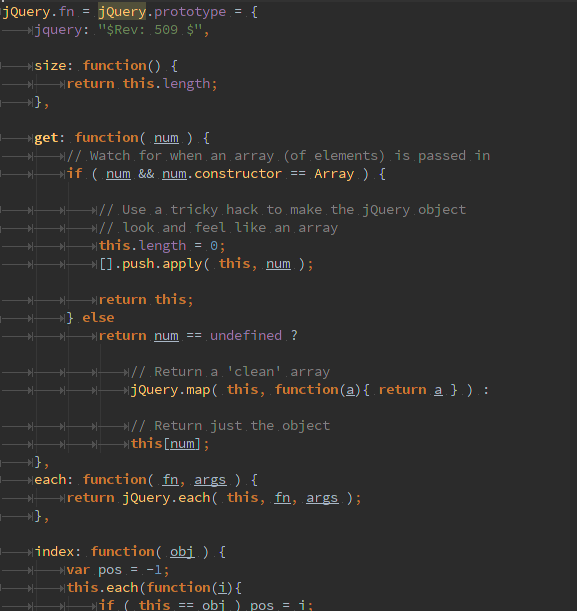 jQuery.fn = jQuery.prototype = {
jquery: "$Rev: 509 $",
size: function() {
return this.length;
},
get: function( num ) {
// Watch for when an array (of elements) is passed in
if ( num && num.constructor == Array ) {
// Use a tricky hack to make the jQuery object
// look and feel like an array
this.length = 0;
[].push.apply( this, num );
return this;
} else
return num == undefined ?
// Return a 'clean' array
jQuery.map( this, function(a){ return a } ) :
// Return just the object
this[num];
},
each: function( fn, args ) {
return jQuery.each( this, fn, args );
},
index: function( obj ) {
var pos = -1;
this.each(function(i){
if ( this == obj ) pos = i;